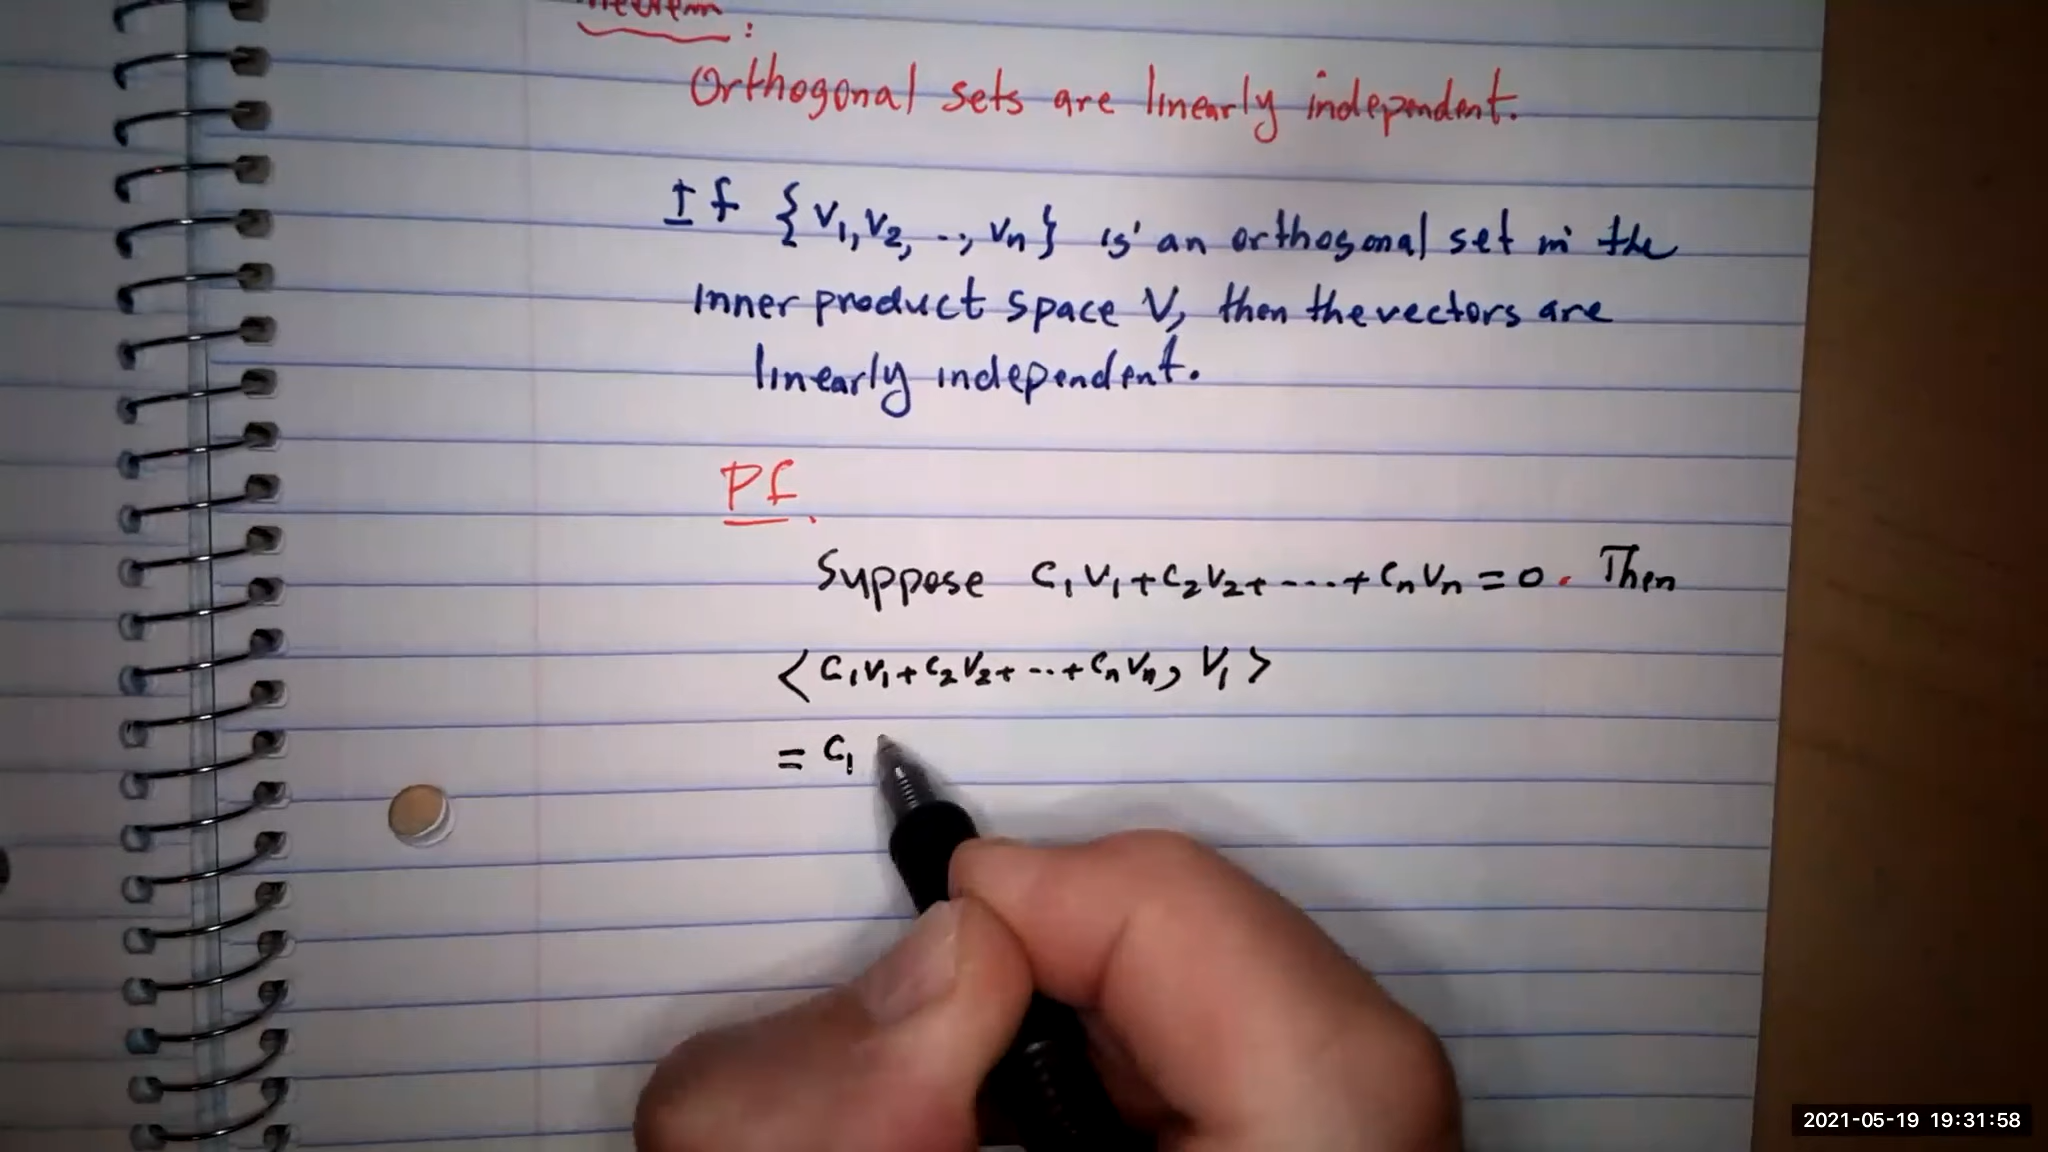 Theorem:
Orthogonal sets are linearly independent.
If {v₁, v₂, .., vₙ} is an orthogonal set in the
inner product space V, then the vectors are
linearly independent.
Pf.
Suppose c₁v₁+c₂v₂+----+cₙvₙ=0. Then
<c₁v₁+c₂v₂+--+cₙvₙ, v₁>
= c₁
2021-05-19 19:31:58